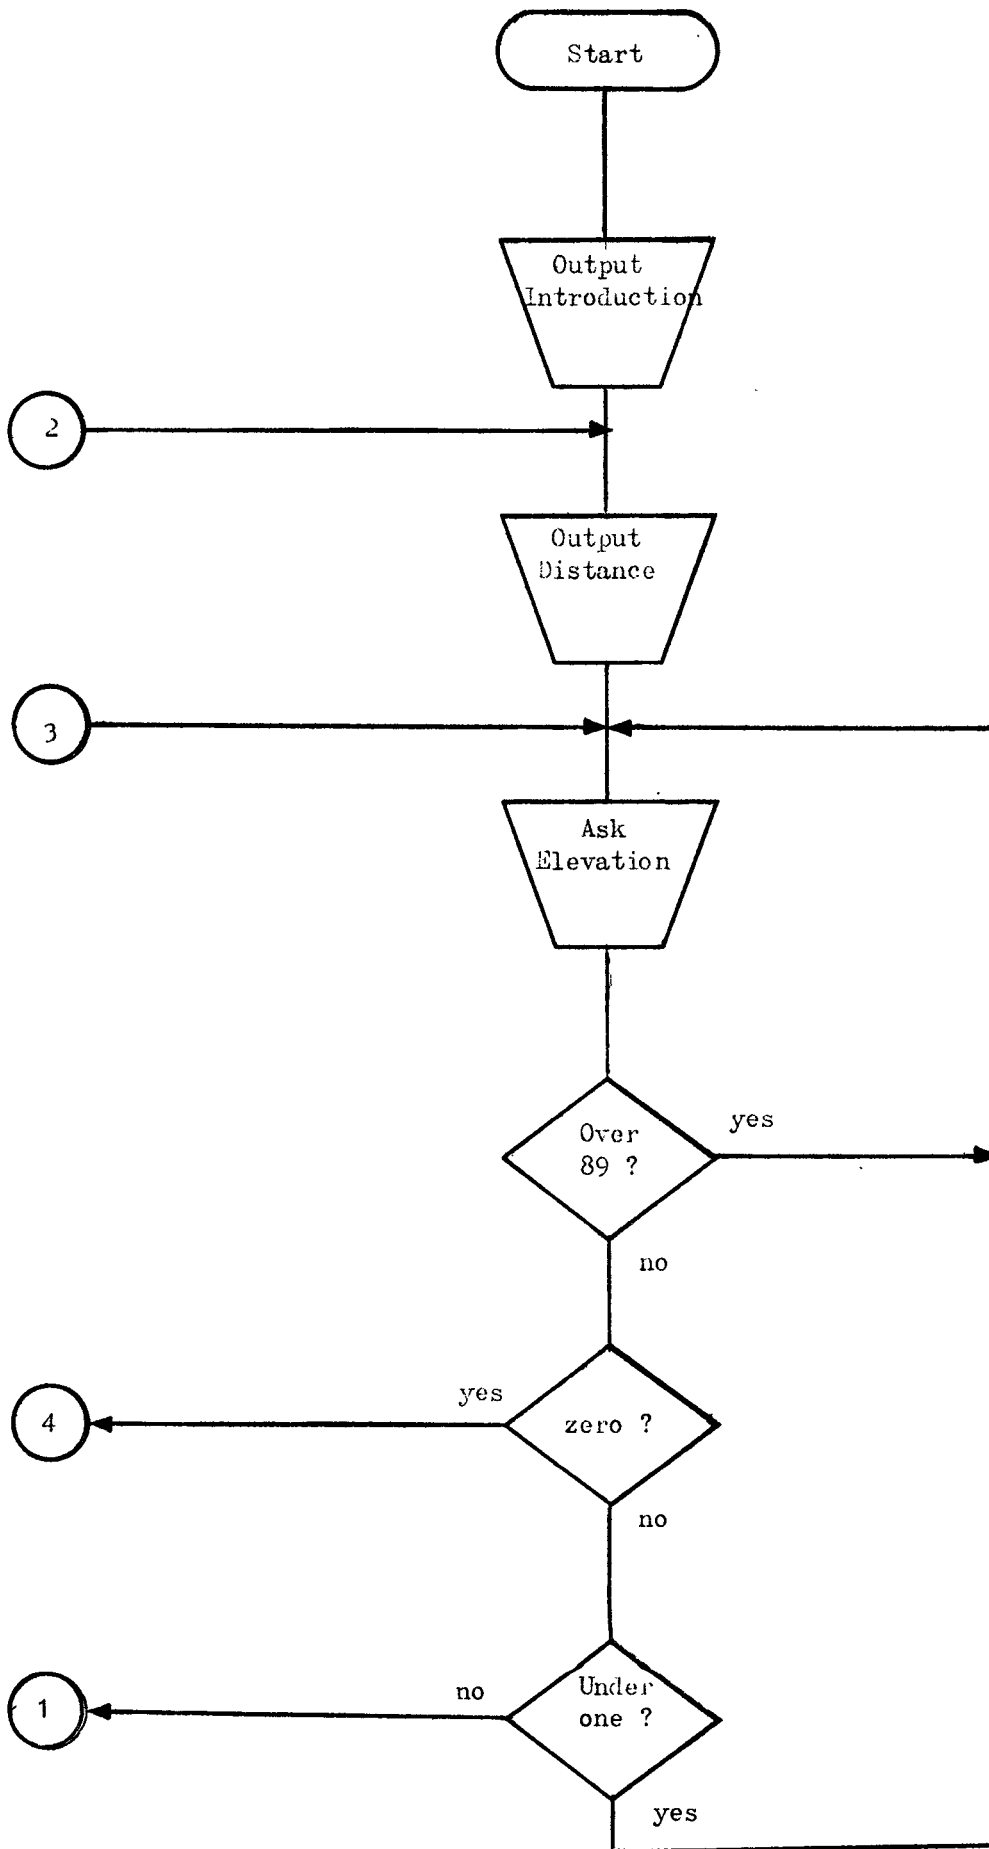 Start
Output
Introduction
2
Output
Distance
3
Ask
Elevation
Over
89 ?
yes
no
yes
4
zero ?
no
no
1
Under
one ?
yes